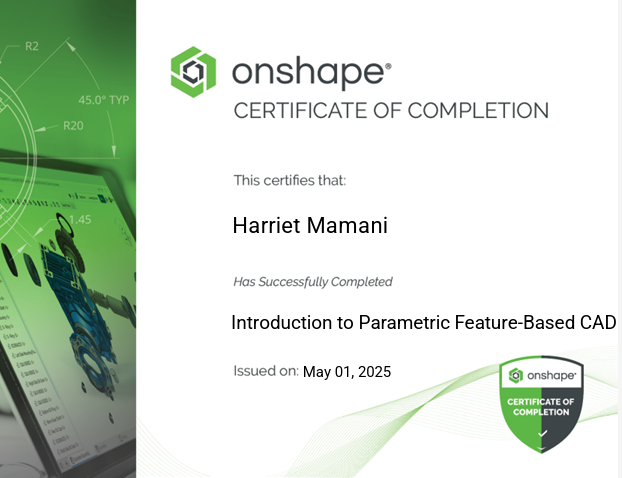 R2
45.0° TYP
R20
1.45
onshape®
CERTIFICATE OF COMPLETION
This certifies that:
Harriet Mamani
Has Successfully Completed
Introduction to Parametric Feature-Based CAD
Issued on: May 01, 2025
onshape®
CERTIFICATE OF
COMPLETION